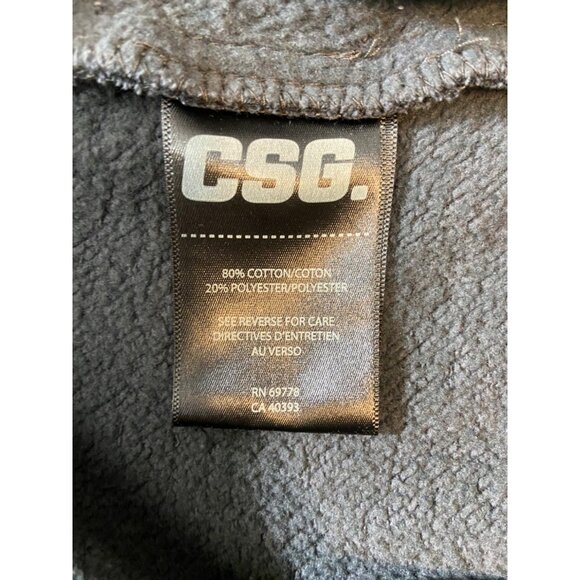 CSG.
80% COTTON/COTON
20% POLYESTER/POLYESTER
SEE REVERSE FOR CARE
DIRECTIVES D'ENTRETIEN
AU VERSO
RN 69778
CA 40393